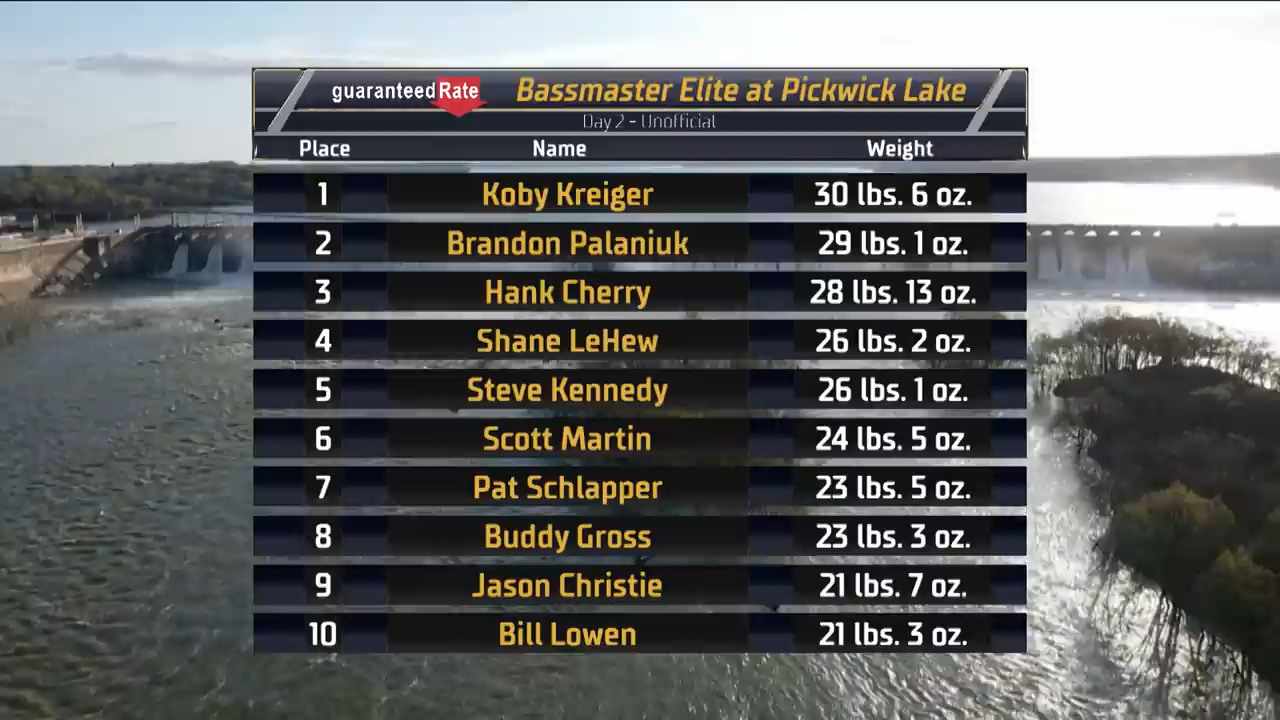 guaranteed Rate Bassmaster Elite at Pickwick Lake
Day 2 - Unofficial
Place Name Weight
1 Koby Kreiger 30 lbs. 6 oz.
2 Brandon Palaniuk 29 lbs. 1 oz.
3 Hank Cherry 28 lbs. 13 oz.
4 Shane LeHew 26 lbs. 2 oz.
5 Steve Kennedy 26 lbs. 1 oz.
6 Scott Martin 24 lbs. 5 oz.
7 Pat Schlapper 23 lbs. 5 oz.
8 Buddy Gross 23 lbs. 3 oz.
9 Jason Christie 21 lbs. 7 oz.
10 Bill Lowen 21 lbs. 3 oz.